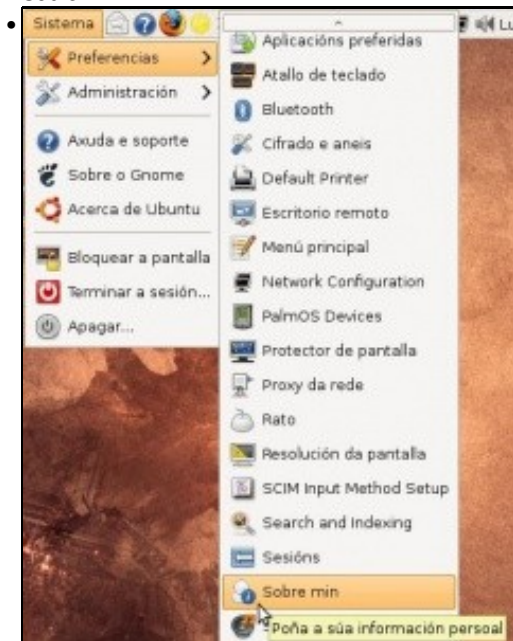 Sistema
Lu
Preferencias
Administración
Axuda e soporte
Sobre o Gnome
Acerca de Ubuntu
Bloquear a pantalla
Terminar a sesión...
Apagar...
Aplicacións preferidas
Atallo de teclado
Bluetooth
Cifrado e aneis
Default Printer
Escritorio remoto
Menú principal
Network Configuration
PalmOS Devices
Protector de pantalla
Proxy da rede
Rato
Resolución da pantalla
SCIM Input Method Setup
Search and Indexing
Sesións
Sobre min
Poña a súa información persoal